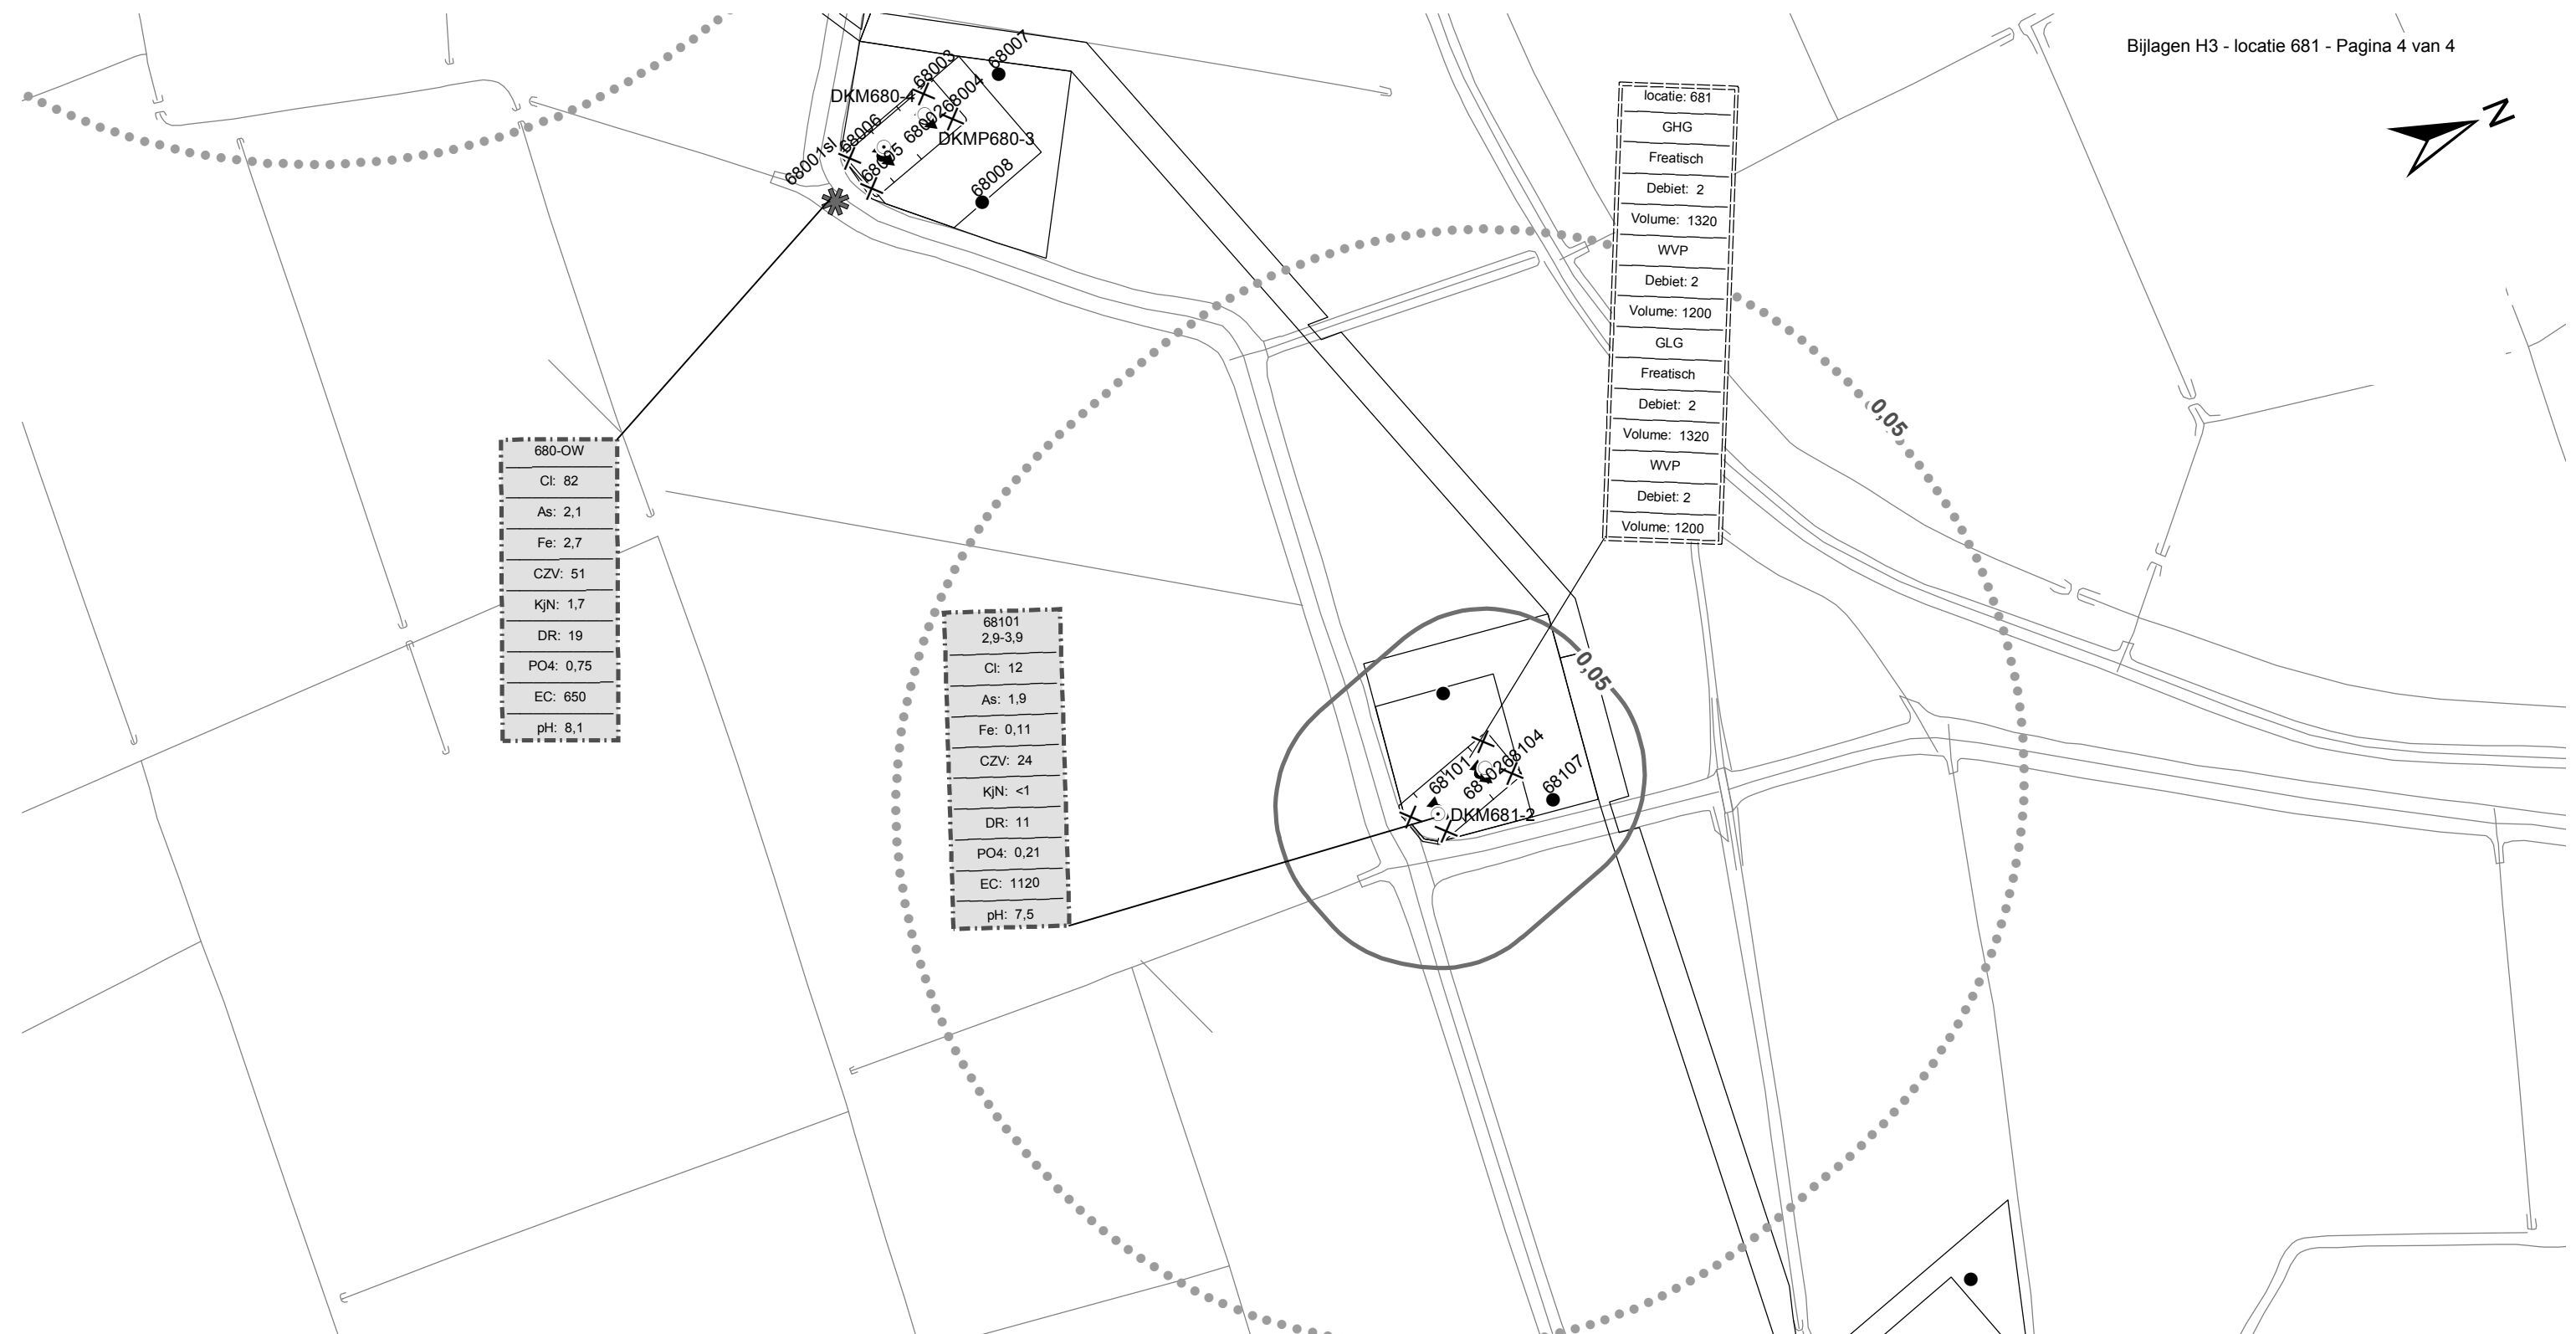 Bijlagen H3 - locatie 681 - Pagina 4 van 4
N
68007
68003
DKM680-4
68004
68002
68006
DKMP680-3
68005
68001sl
68008
locatie: 681
GHG
Freatisch
Debiet: 2
Volume: 1320
WVP
Debiet: 2
Volume: 1200
GLG
Freatisch
Debiet: 2
Volume: 1320
WVP
Debiet: 2
Volume: 1200
0,05
680-OW
Cl: 82
As: 2,1
Fe: 2,7
CZV: 51
KjN: 1,7
DR: 19
PO4: 0,75
EC: 650
pH: 8,1
68101
2,9-3,9
Cl: 12
As: 1,9
Fe: 0,11
CZV: 24
KjN: <1
DR: 11
PO4: 0,21
EC: 1120
pH: 7,5
0,05
68101
68102
68104
68107
DKM681-2